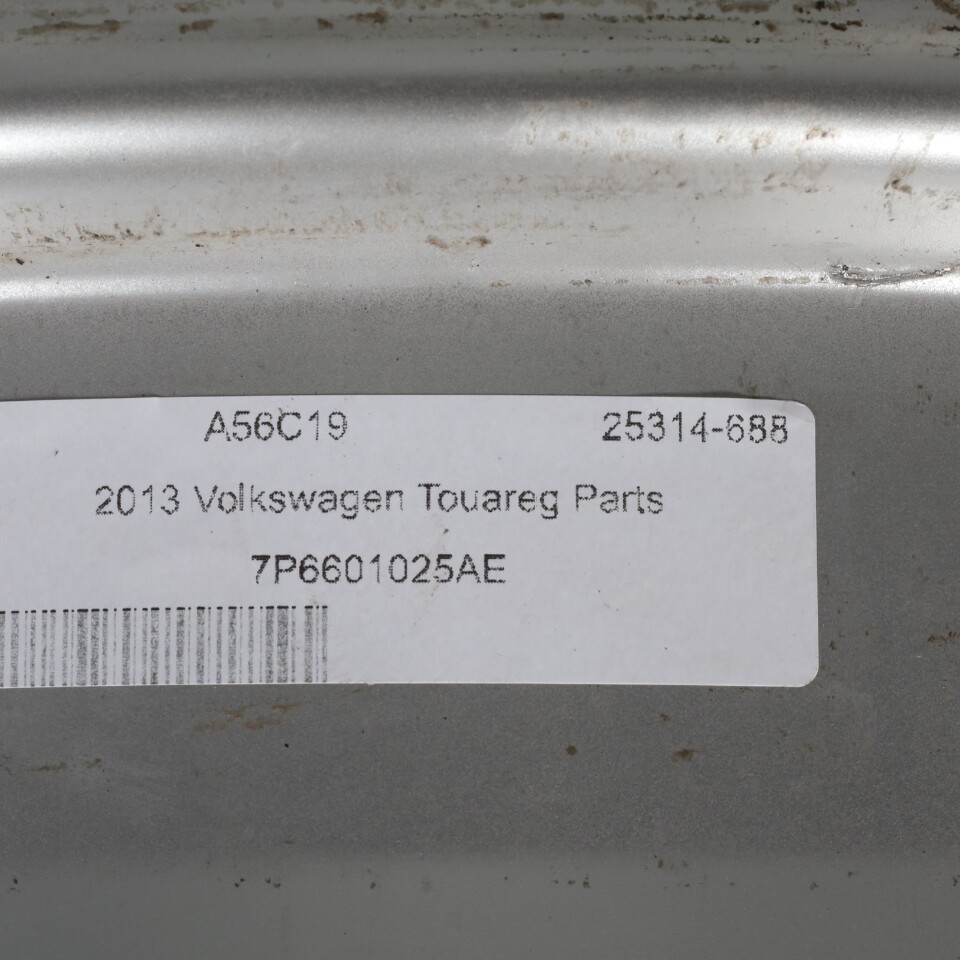 A56C19 25314-688
2013 Volkswagen Touareg Parts
7P6601025AE